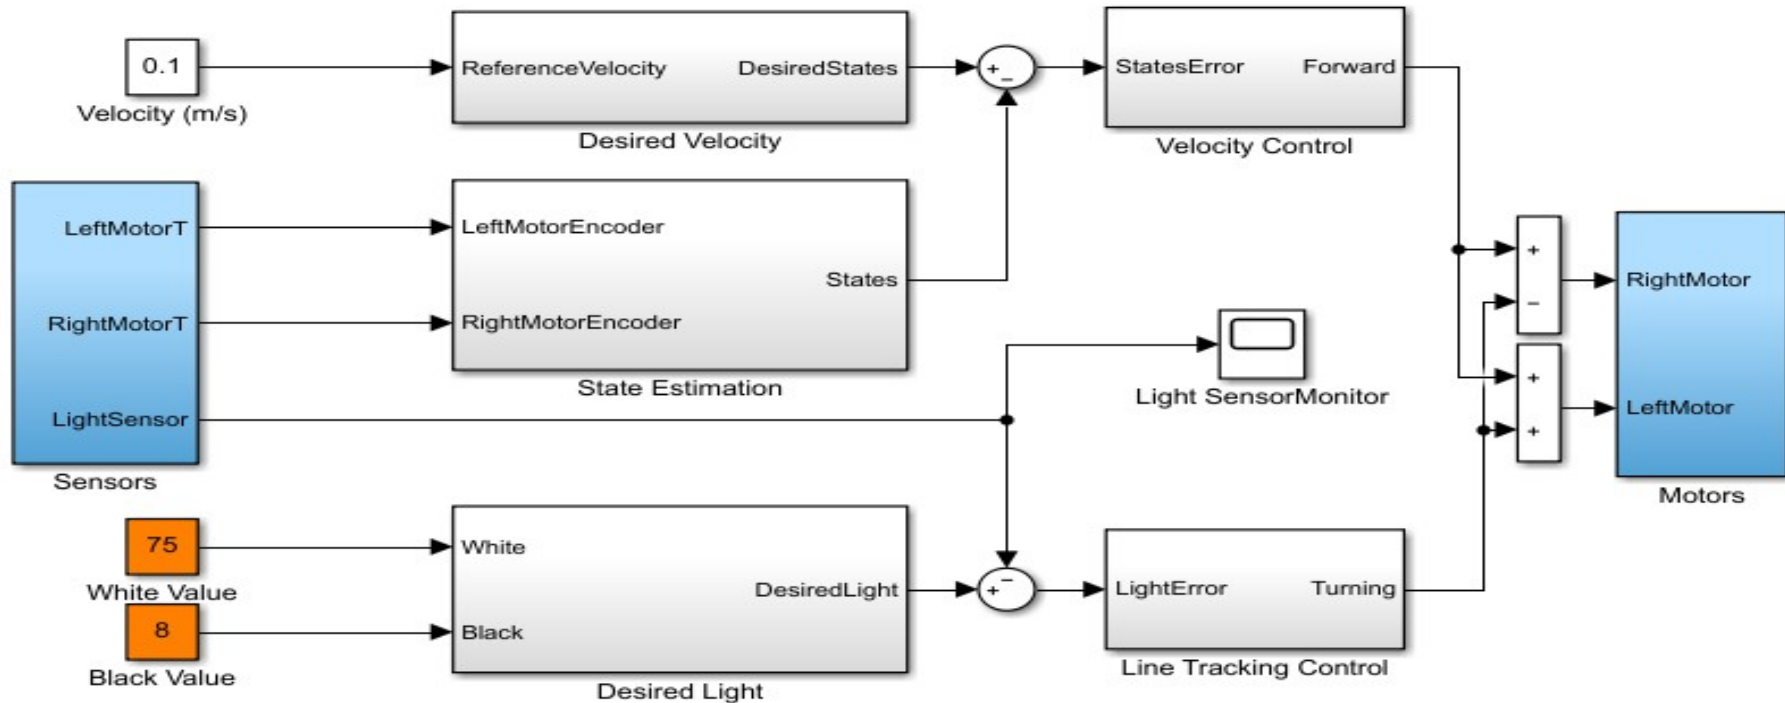 0.1
Velocity (m/s)
ReferenceVelocity
DesiredStates
Desired Velocity
+
−
StatesError
Forward
Velocity Control
LeftMotorT
RightMotorT
LightSensor
Sensors
LeftMotorEncoder
RightMotorEncoder
States
State Estimation
Light SensorMonitor
+
−
+
+
RightMotor
LeftMotor
Motors
75
White Value
8
Black Value
White
Black
DesiredLight
Desired Light
+
−
LightError
Turning
Line Tracking Control